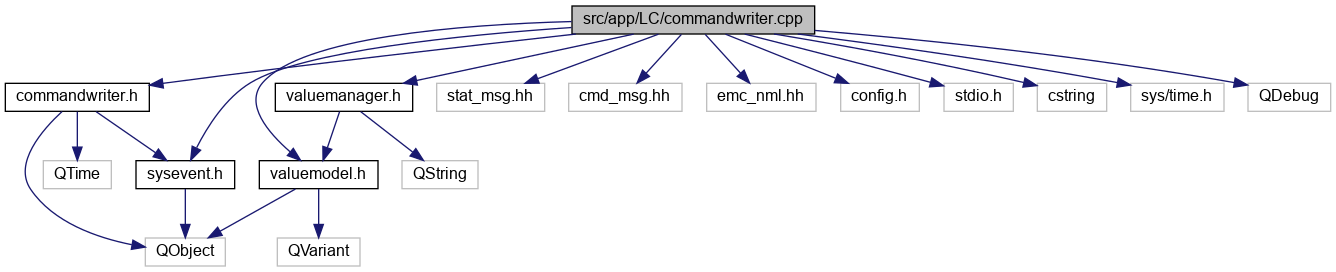 src/app/LC/commandwriter.cpp
commandwriter.h
valuemanager.h
stat_msg.hh
cmd_msg.hh
emc_nml.hh
config.h
stdio.h
cstring
sys/time.h
QDebug
QTime
sysevent.h
valuemodel.h
QString
QObject
QVariant